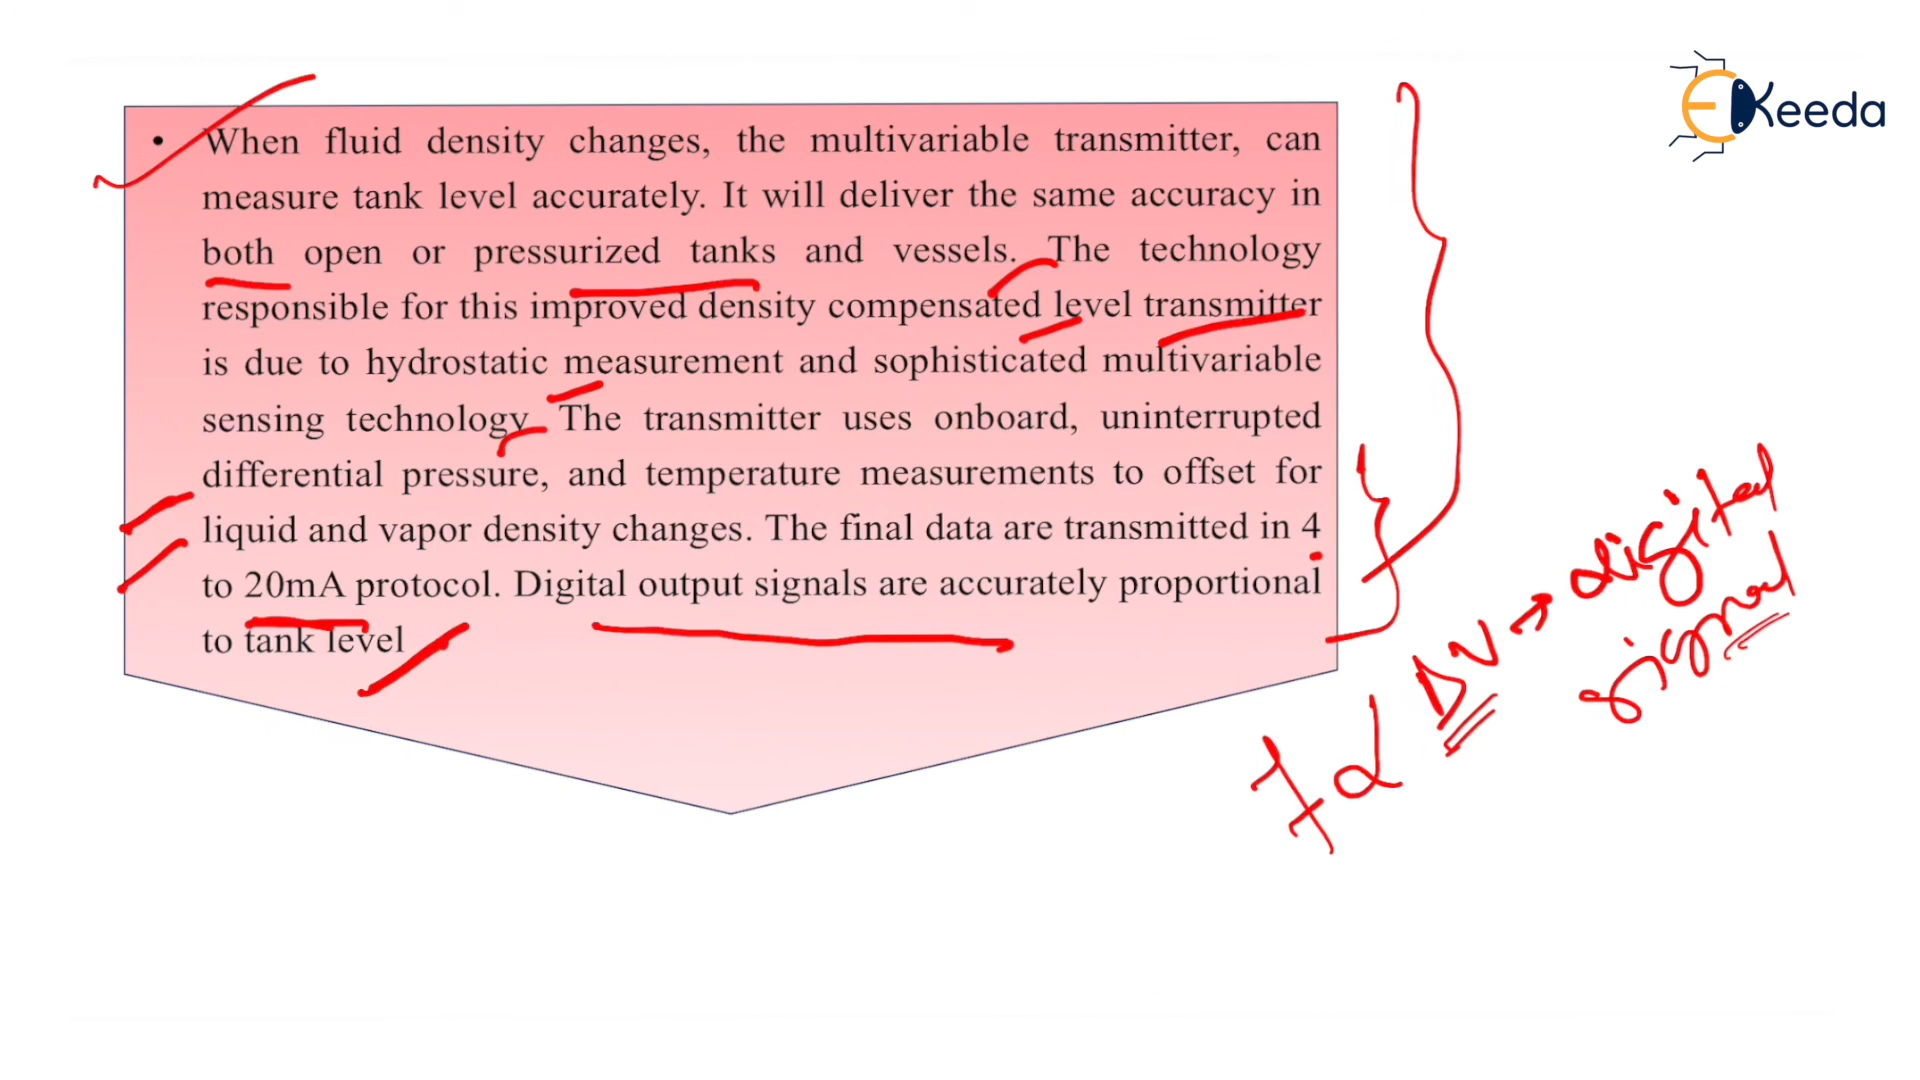 EKeeda
• When fluid density changes, the multivariable transmitter, can
measure tank level accurately. It will deliver the same accuracy in
both open or pressurized tanks and vessels. The technology
responsible for this improved density compensated level transmitter
is due to hydrostatic measurement and sophisticated multivariable
sensing technology. The transmitter uses onboard, uninterrupted
differential pressure, and temperature measurements to offset for
liquid and vapor density changes. The final data are transmitted in 4
to 20mA protocol. Digital output signals are accurately proportional
to tank level
ΔV → digital
signal